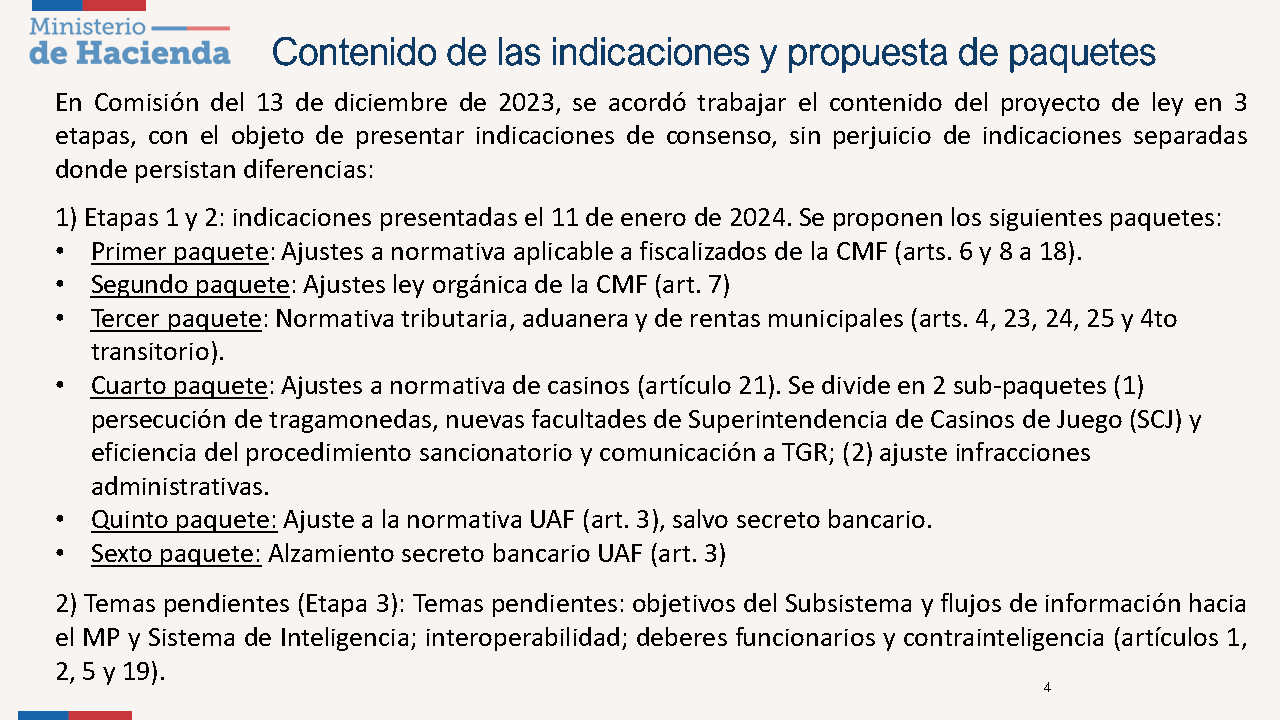 Ministerio
de Hacienda
Contenido de las indicaciones y propuesta de paquetes
En Comisión del 13 de diciembre de 2023, se acordó trabajar el contenido del proyecto de ley en 3
etapas, con el objeto de presentar indicaciones de consenso, sin perjuicio de indicaciones separadas
donde persistan diferencias:
1) Etapas 1 y 2: indicaciones presentadas el 11 de enero de 2024. Se proponen los siguientes paquetes:
• Primer paquete: Ajustes a normativa aplicable a fiscalizados de la CMF (arts. 6 y 8 a 18).
• Segundo paquete: Ajustes ley orgánica de la CMF (art. 7)
• Tercer paquete: Normativa tributaria, aduanera y de rentas municipales (arts. 4, 23, 24, 25 y 4to
transitorio).
• Cuarto paquete: Ajustes a normativa de casinos (artículo 21). Se divide en 2 sub-paquetes (1)
persecución de tragamonedas, nuevas facultades de Superintendencia de Casinos de Juego (SCJ) y
eficiencia del procedimiento sancionatorio y comunicación a TGR; (2) ajuste infracciones
administrativas.
• Quinto paquete: Ajuste a la normativa UAF (art. 3), salvo secreto bancario.
• Sexto paquete: Alzamiento secreto bancario UAF (art. 3)
2) Temas pendientes (Etapa 3): Temas pendientes: objetivos del Subsistema y flujos de información hacia
el MP y Sistema de Inteligencia; interoperabilidad; deberes funcionarios y contrainteligencia (artículos 1,
2, 5 y 19).
4